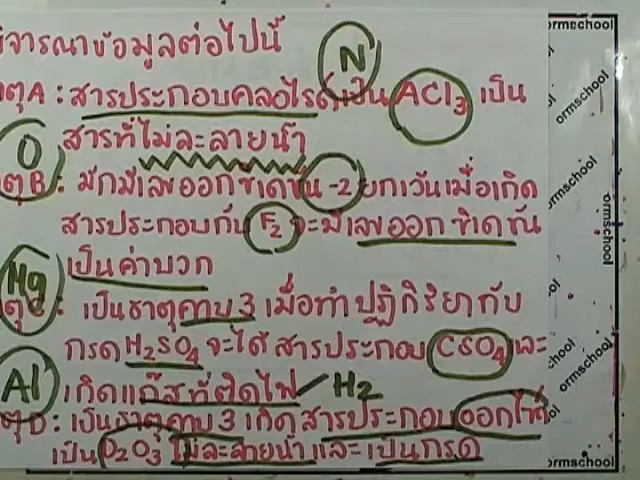 พิจารณาข้อมูลต่อไปนี้
N
ตุA : สารประกอบคลอไรด์เป็น ACl₃ เป็น
สารที่ไม่ละลายน้ำ
O
ตุB : มักมีเลขออกซิเดชัน -2 ยกเว้นเมื่อเกิด
สารประกอบกับ F₂ จะมีเลขออกซิเดชัน
เป็นค่าบวก
Mg
ตุC : เป็นธาตุคาบ 3 เมื่อทำปฏิกิริยากับ
กรด H₂SO₄ จะได้สารประกอบ CSO₄ และ
Al เกิดแก๊สที่ติดไฟ H₂
ตุD : เป็นธาตุคาบ 3 เกิดสารประกอบออกไซด์
เป็น D₂O₃ ไม่ละลายน้ำและเป็นกรด
ormschool
ormschool
ormschool
ormschool
ormschool
ormschool
ormschool
ormschool